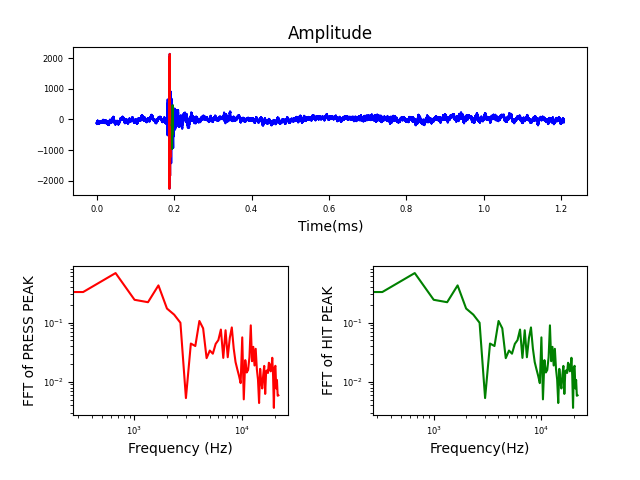 Amplitude
2000
1000
0
−1000
−2000
0.0 0.2 0.4 0.6 0.8 1.0 1.2
Time(ms)
FFT of PRESS PEAK
10⁻¹
10⁻²
10³ 10⁴
Frequency (Hz)
FFT of HIT PEAK
10⁻¹
10⁻²
10³ 10⁴
Frequency(Hz)